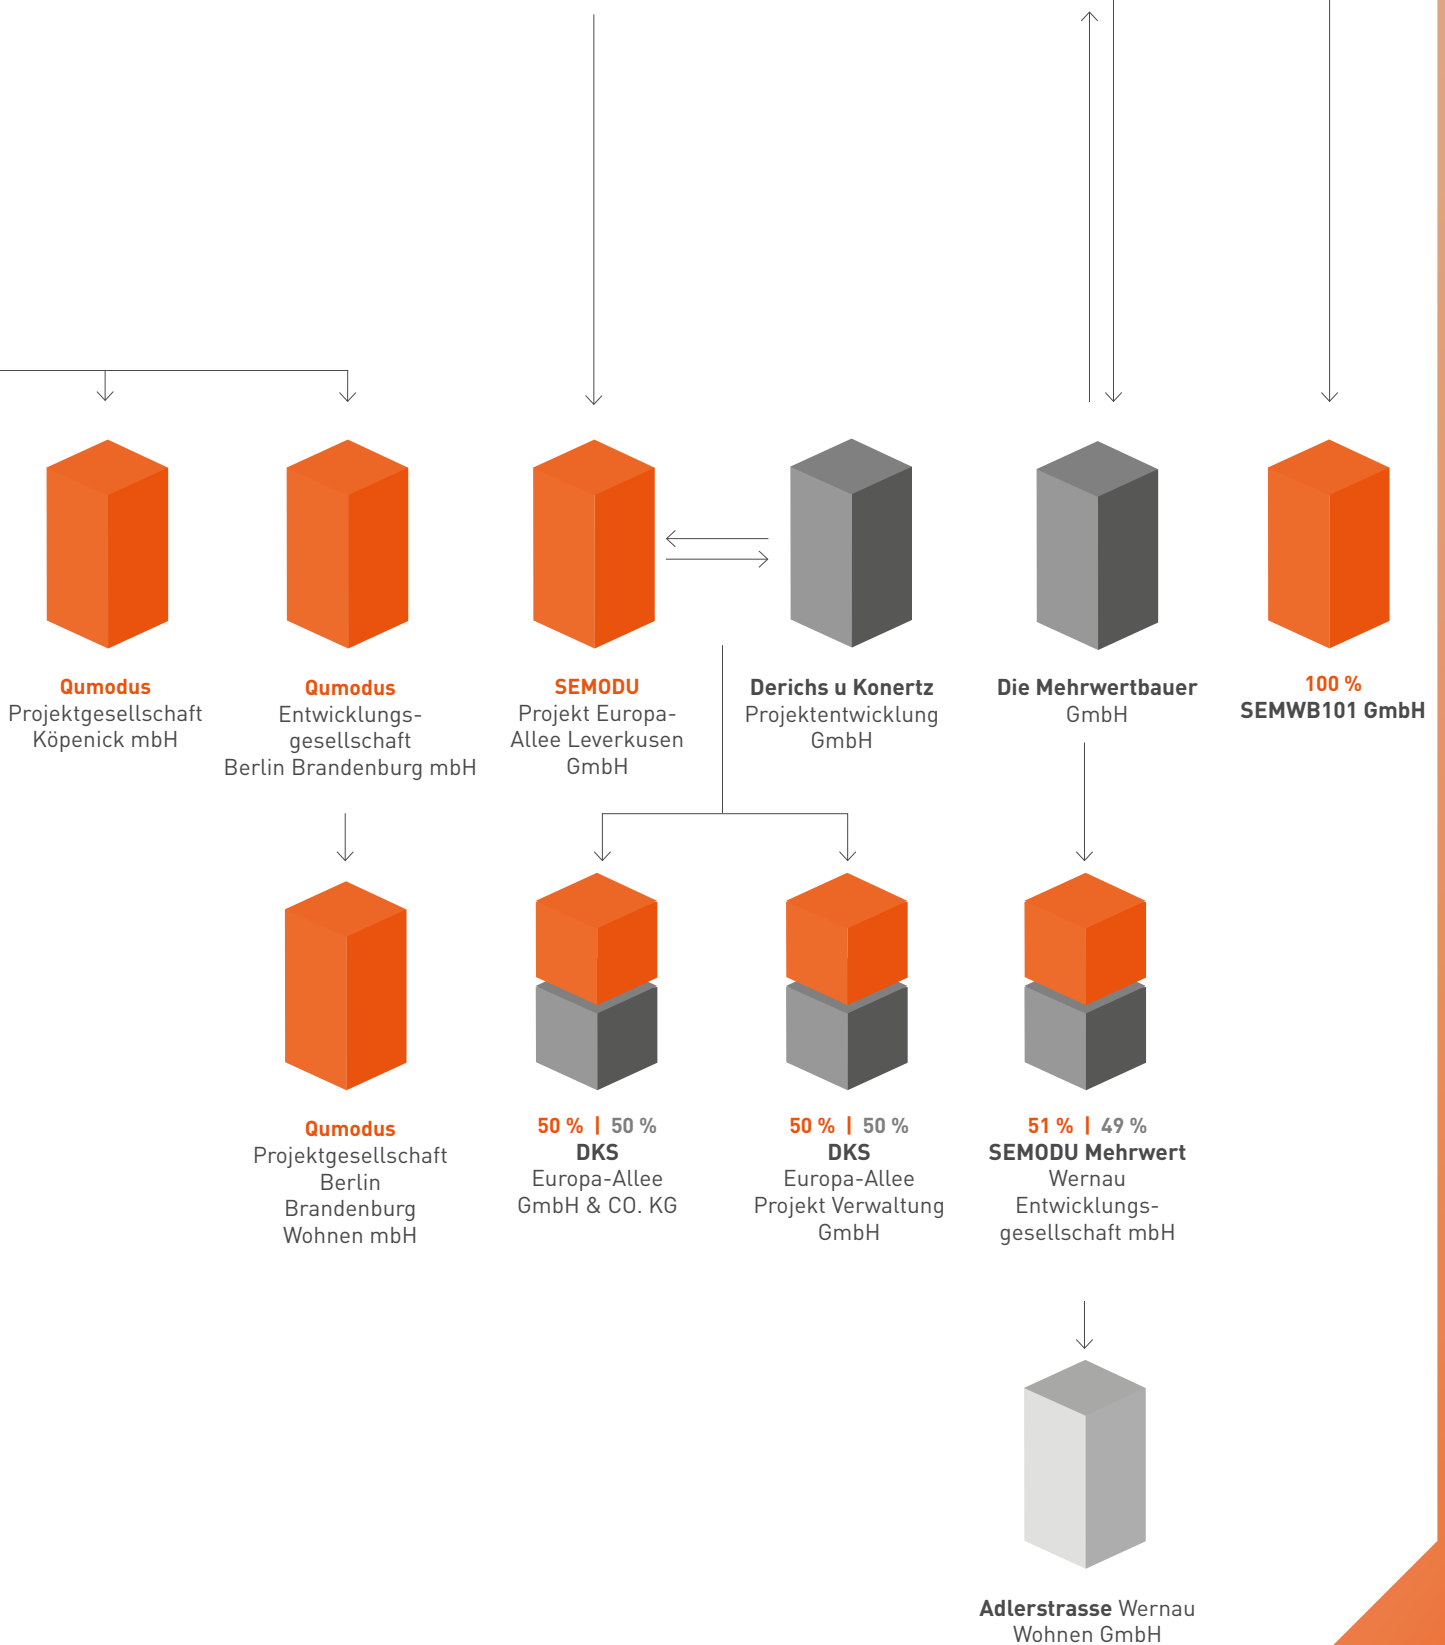 Qumodus
Projektgesellschaft
Köpenick mbH
Qumodus
Entwicklungs-
gesellschaft
Berlin Brandenburg mbH
SEMODU
Projekt Europa-
Allee Leverkusen
GmbH
Derichs u Konertz
Projektentwicklung
GmbH
Die Mehrwertbauer
GmbH
100 %
SEMWB101 GmbH
Qumodus
Projektgesellschaft
Berlin
Brandenburg
Wohnen mbH
50 % | 50 %
DKS
Europa-Allee
GmbH & CO. KG
50 % | 50 %
DKS
Europa-Allee
Projekt Verwaltung
GmbH
51 % | 49 %
SEMODU Mehrwert
Wernau
Entwicklungs-
gesellschaft mbH
Adlerstrasse Wernau
Wohnen GmbH